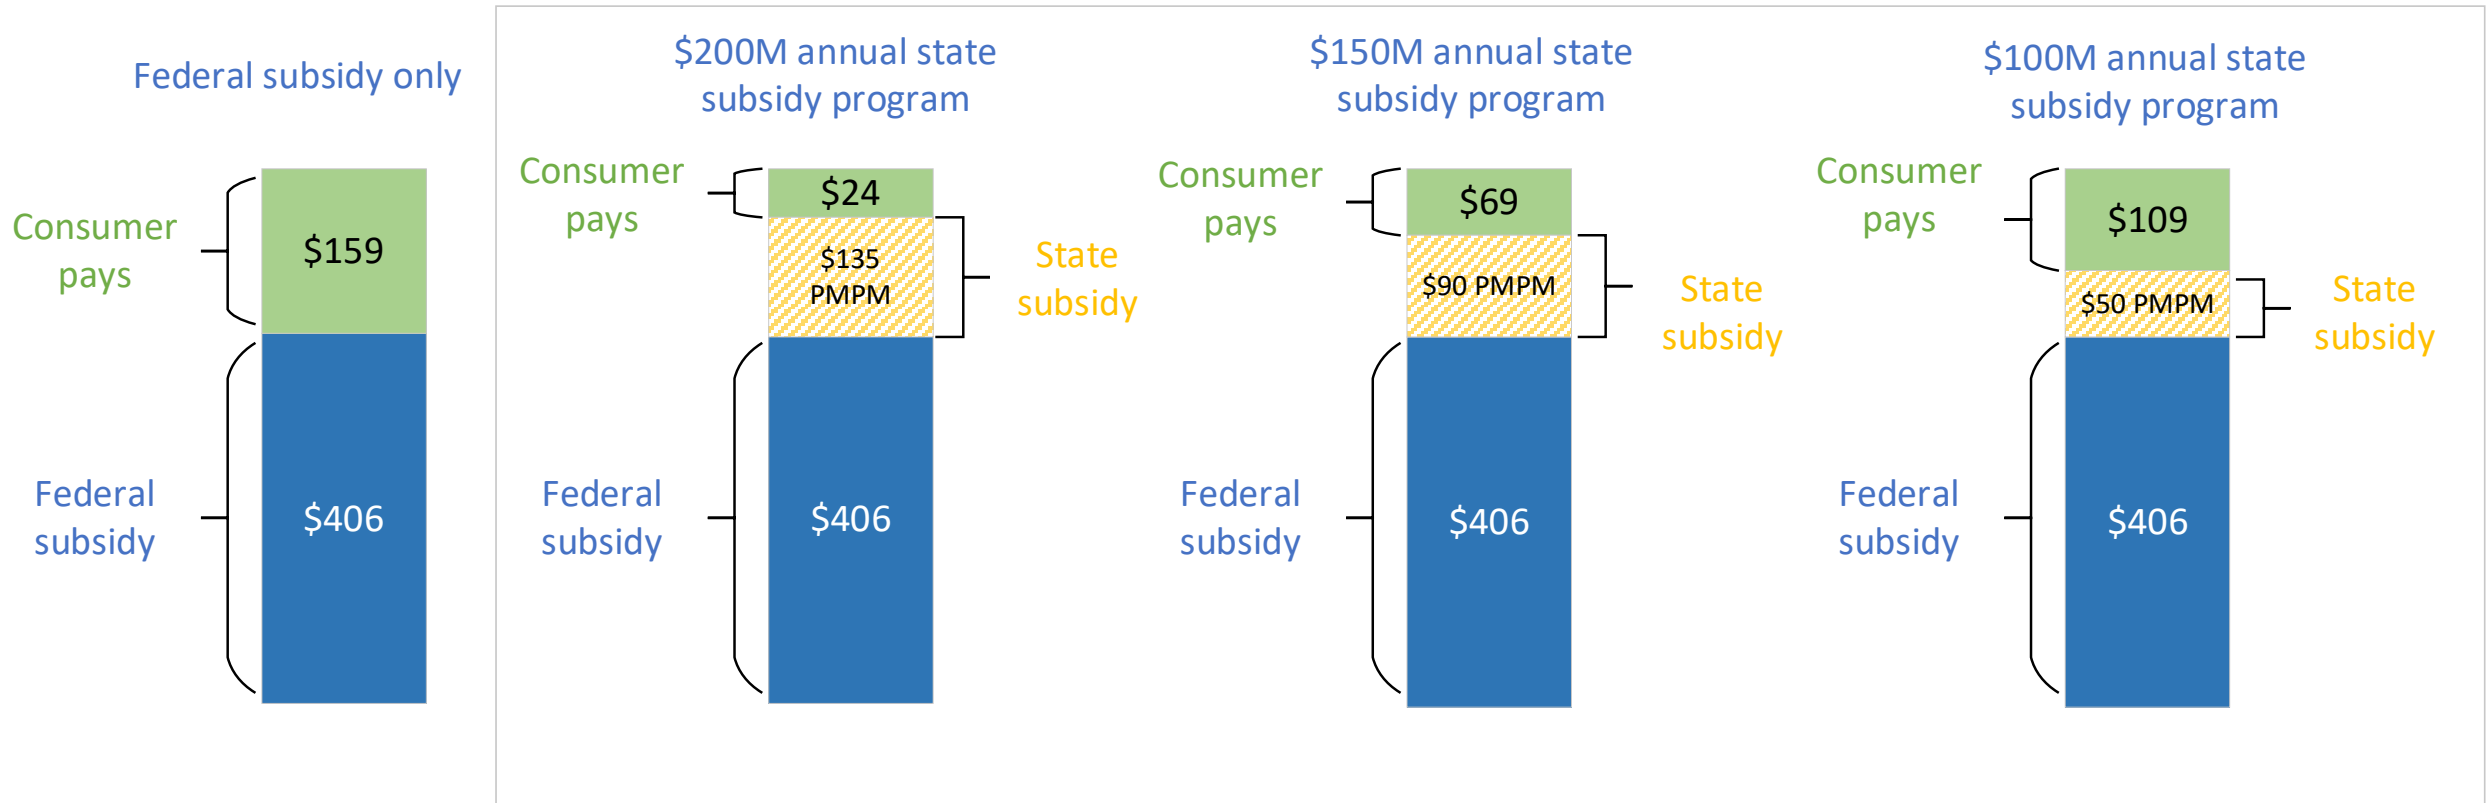 Federal subsidy only
Consumer
pays
$159
Federal
subsidy
$406
$200M annual state
subsidy program
Consumer
pays
$24
$135
PMPM
State
subsidy
Federal
subsidy
$406
$150M annual state
subsidy program
Consumer
pays
$69
$90 PMPM
State
subsidy
Federal
subsidy
$406
$100M annual state
subsidy program
Consumer
pays
$109
$50 PMPM
State
subsidy
Federal
subsidy
$406